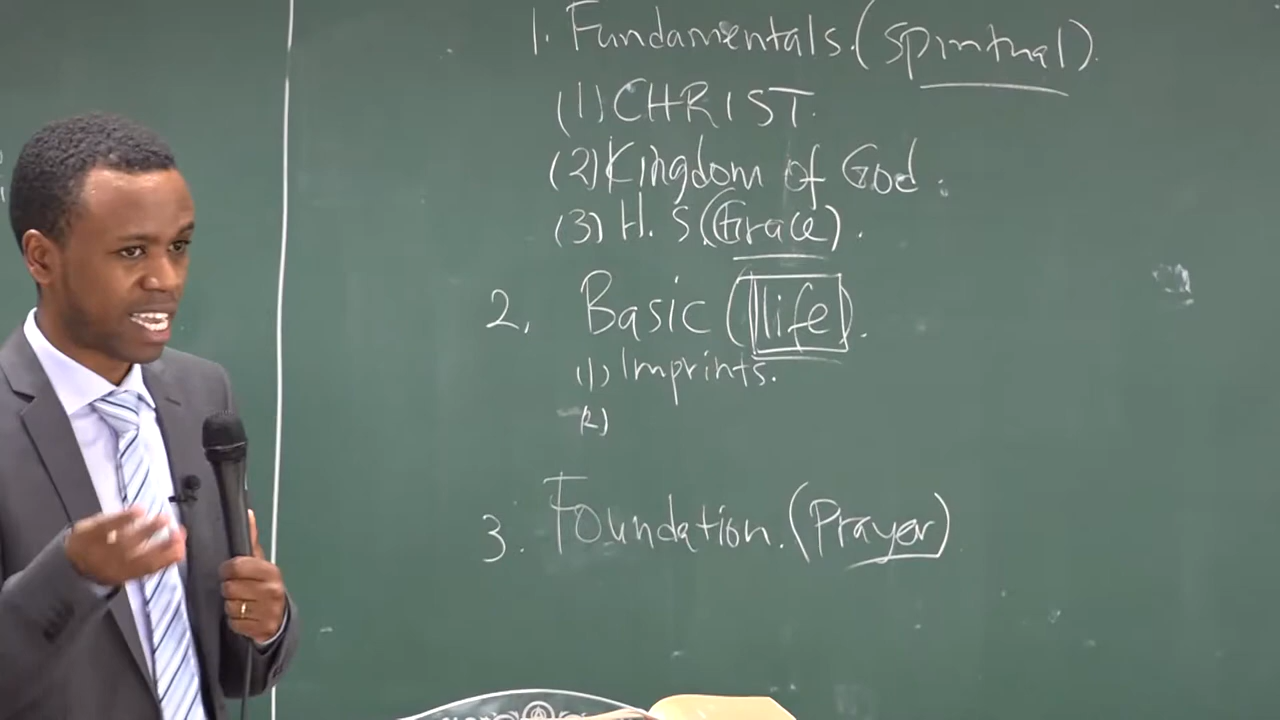 1. Fundamentals. (Spiritual).
(1) CHRIST.
(2) Kingdom of God.
(3) H. S (Grace).
2. Basic (life).
(1) Imprints.
(2)
3. Foundation. (Prayer)